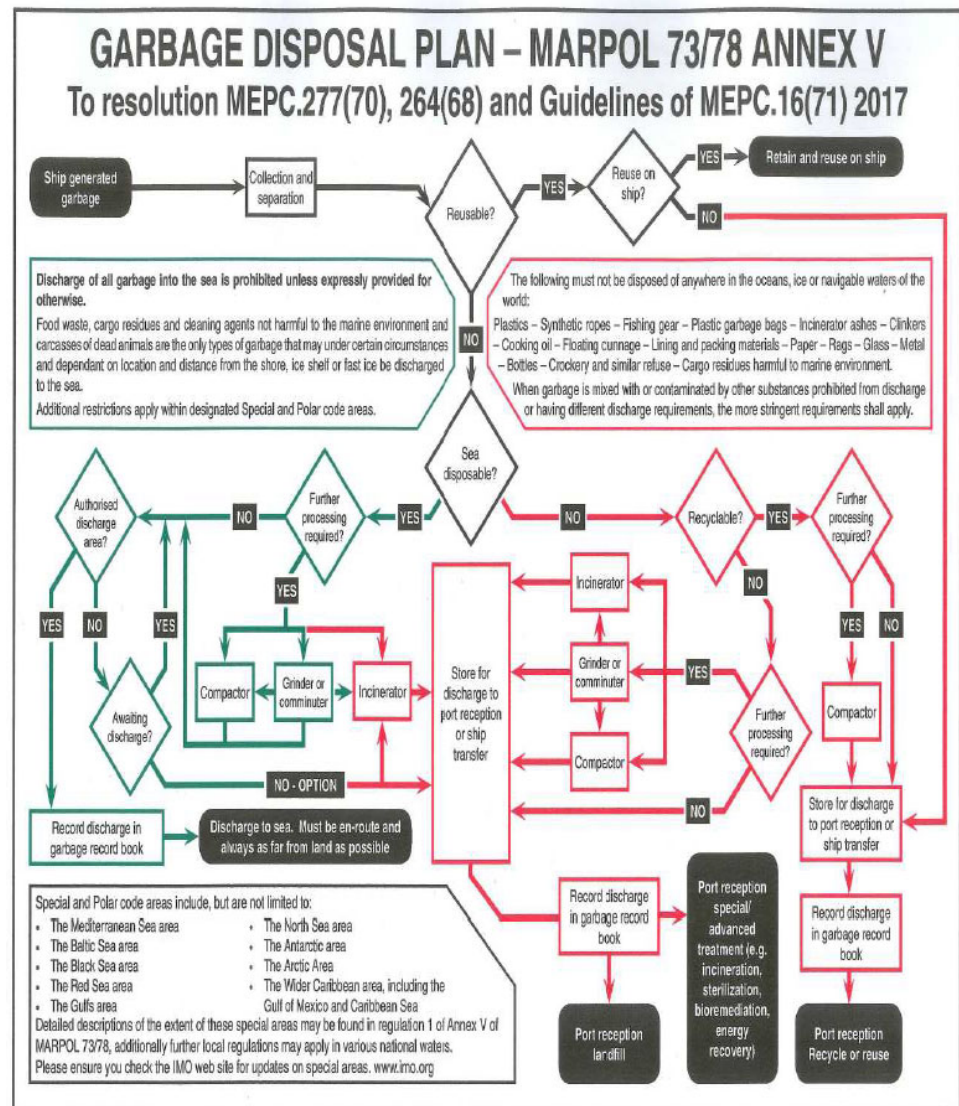 GARBAGE DISPOSAL PLAN – MARPOL 73/78 ANNEX V
To resolution MEPC.277(70), 264(68) and Guidelines of MEPC.16(71) 2017
Ship generated
garbage
Collection and
separation
Reusable?
YES
Reuse on
ship?
YES
Retain and reuse on ship
NO
Discharge of all garbage into the sea is prohibited unless expressly provided for
otherwise.
Food waste, cargo residues and cleaning agents not harmful to the marine environment and
carcasses of dead animals are the only types of garbage that may under certain circumstances
and dependant on location and distance from the shore, ice shelf or fast ice be discharged
to the sea.
Additional restrictions apply within designated Special and Polar code areas.
NO
The following must not be disposed of anywhere in the oceans, ice or navigable waters of the
world:
Plastics – Synthetic ropes – Fishing gear – Plastic garbage bags – Incinerator ashes – Clinkers
– Cooking oil – Floating cunnage – Lining and packing materials – Paper – Rags – Glass – Metal
– Bottles – Crockery and similar refuse – Cargo residues harmful to marine environment.
When garbage is mixed with or contaminated by other substances prohibited from discharge
or having different discharge requirements, the more stringent requirements shall apply.
Sea
disposable?
Authorised
discharge
area?
NO
Further
processing
required?
YES
NO
Recyclable?
YES
Further
processing
required?
YES
NO
YES
YES
Incinerator
NO
YES
NO
Compactor
Grinder or
comminuter
Incinerator
Store for
discharge to
port reception
or ship
transfer
Grinder or
comminuter
YES
Compactor
Awaiting
discharge?
Compactor
Further
processing
required?
NO - OPTION
NO
Record discharge in
garbage record book
Discharge to sea. Must be en-route and
always as far from land as possible
Store for discharge
to port reception or
ship transfer
Special and Polar code areas include, but are not limited to:
• The Mediterranean Sea area
• The Baltic Sea area
• The Black Sea area
• The Red Sea area
• The Gulfs area
• The North Sea area
• The Antarctic area
• The Arctic Area
• The Wider Caribbean area, including the
Gulf of Mexico and Caribbean Sea
Detailed descriptions of the extent of these special areas may be found in regulation 1 of Annex V of
MARPOL 73/78, additionally further local regulations may apply in various national waters.
Please ensure you check the IMO web site for updates on special areas. www.imo.org
Record discharge
in garbage record
book
Port reception
special/
advanced
treatment (e.g.
incineration,
sterilization,
bioremediation,
energy
recovery)
Record discharge
in garbage record
book
Port reception
landfill
Port reception
Recycle or reuse